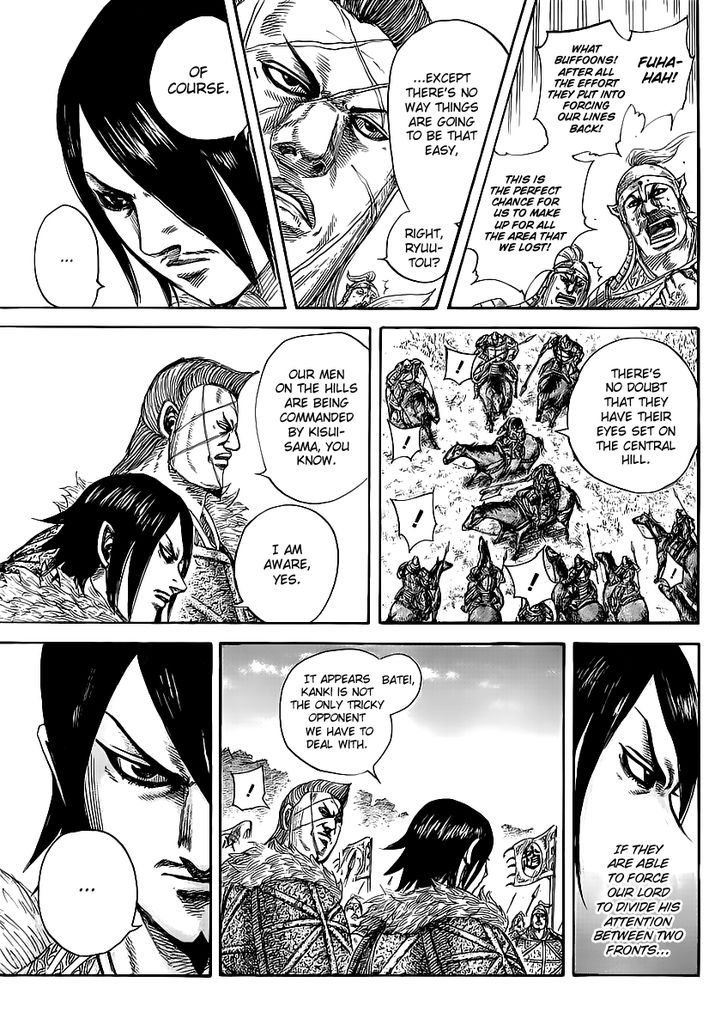 FUHA-
HAH!
WHAT
BUFFOONS!
AFTER ALL
THE EFFORT
THEY PUT INTO
FORCING
OUR LINES
BACK!
THIS IS
THE PERFECT
CHANCE FOR
US TO MAKE
UP FOR ALL
THE AREA THAT
WE LOST!
...EXCEPT
THERE'S NO
WAY THINGS
ARE GOING
TO BE THAT
EASY,
RIGHT,
RYUU-
TOU?
OF
COURSE.
...
THERE'S
NO DOUBT
THAT THEY
HAVE THEIR
EYES SET ON
THE CENTRAL
HILL.
!
!
!
!
OUR MEN
ON THE HILLS
ARE BEING
COMMANDED
BY KISUI-
SAMA, YOU
KNOW.
I AM
AWARE,
YES.
IF THEY
ARE ABLE
TO FORCE
OUR LORD
TO DIVIDE HIS
ATTENTION
BETWEEN TWO
FRONTS...
BATEI,
IT APPEARS
KANKI IS NOT
THE ONLY TRICKY
OPPONENT
WE HAVE TO
DEAL WITH.
!
...